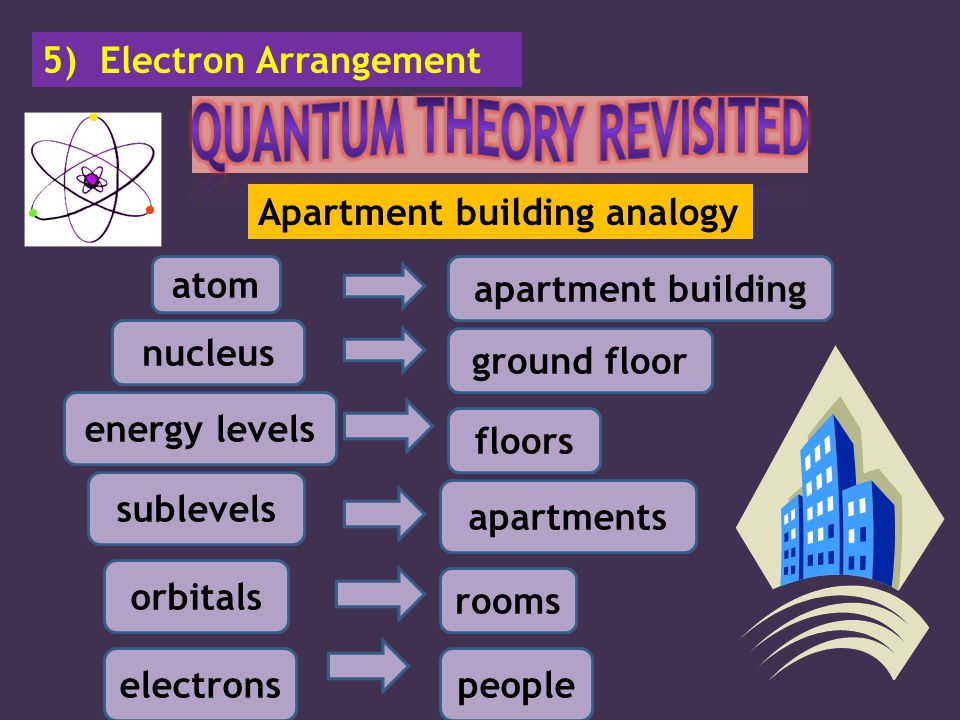 5) Electron Arrangement
QUANTUM THEORY REVISITED
Apartment building analogy
atom
apartment building
nucleus
ground floor
energy levels
floors
sublevels
apartments
orbitals
rooms
electrons
people